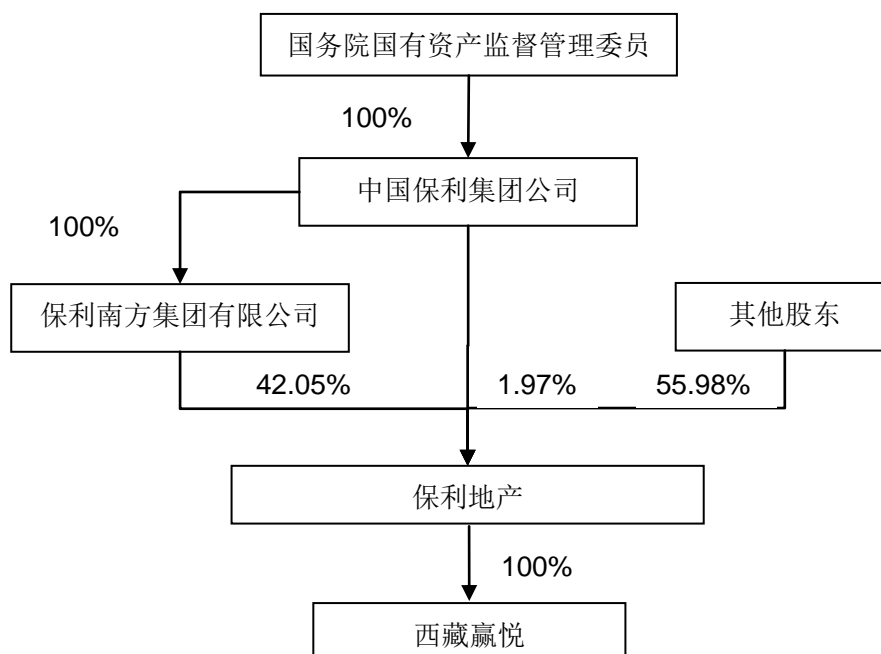 国务院国有资产监督管理委员
100%
中国保利集团公司
100%
保利南方集团有限公司
其他股东
42.05%
1.97%
55.98%
保利地产
100%
西藏赢悦